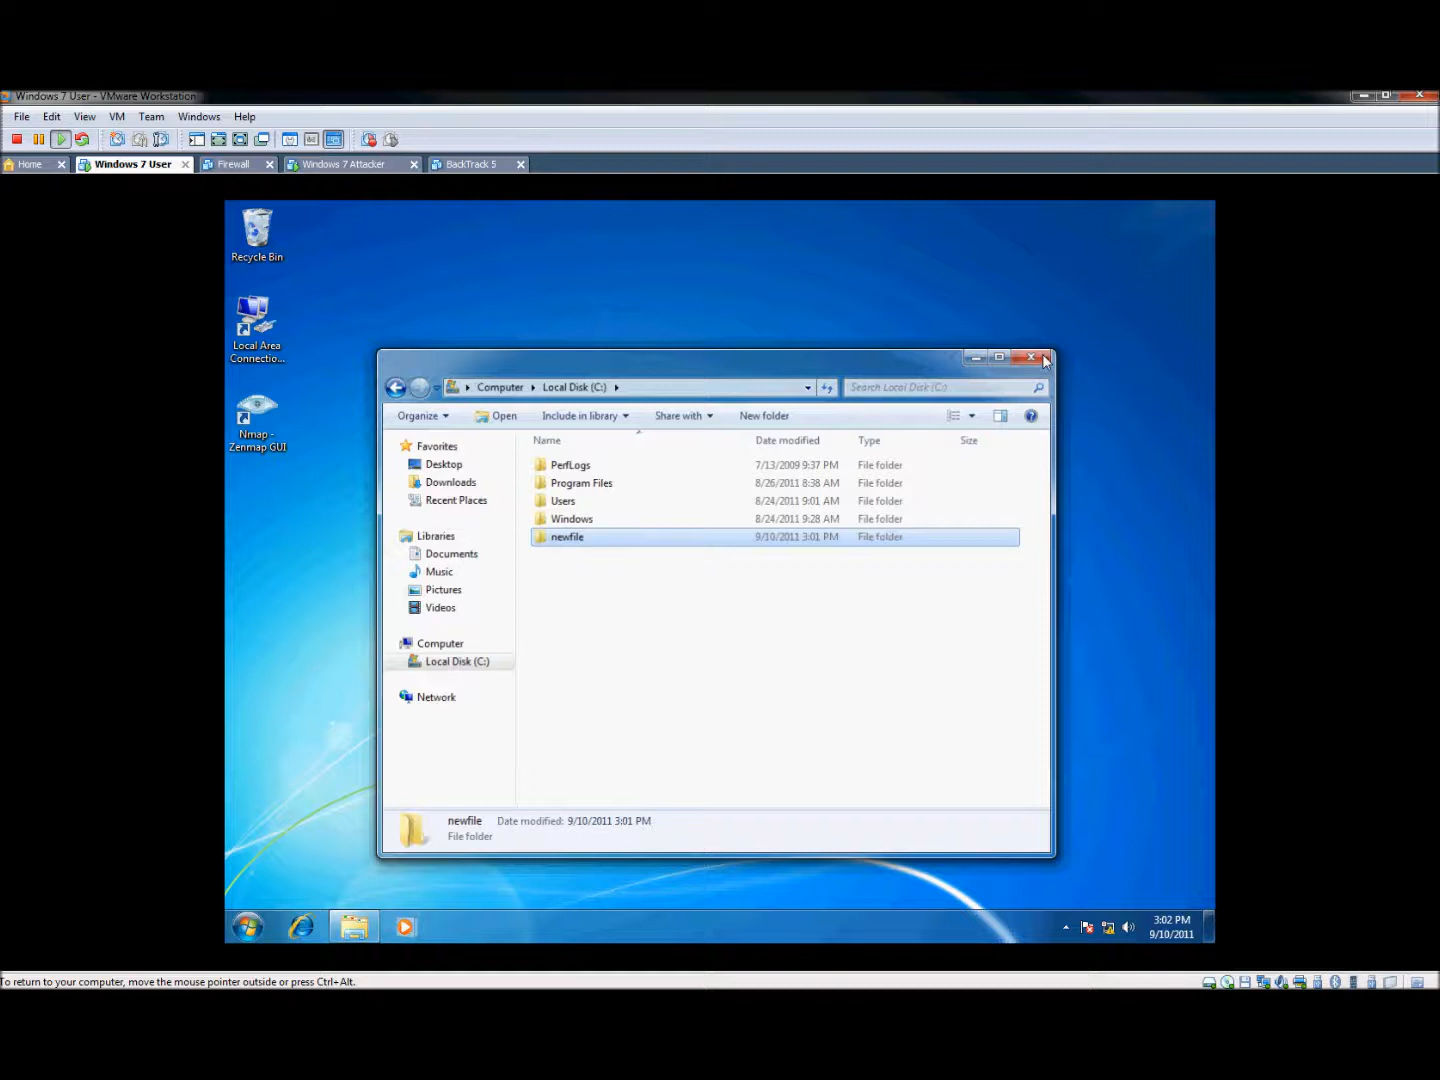 Windows 7 User - VMware Workstation
File Edit View VM Team Windows Help
Home Windows 7 User Firewall Windows 7 Attacker BackTrack 5
Recycle Bin
Local Area
Connectio...
Nmap -
Zenmap GUI
Computer Local Disk (C:) Search Local Disk (C:)
Organize Open Include in library Share with New folder
Name Date modified Type Size
Favorites
Desktop
Downloads
Recent Places
Libraries
Documents
Music
Pictures
Videos
Computer
Local Disk (C:)
Network
PerfLogs 7/13/2009 9:37 PM File folder
Program Files 8/26/2011 8:38 AM File folder
Users 8/24/2011 9:01 AM File folder
Windows 8/24/2011 9:28 AM File folder
newfile 9/10/2011 3:01 PM File folder
newfile Date modified: 9/10/2011 3:01 PM
File folder
3:02 PM
9/10/2011
To return to your computer, move the mouse pointer outside or press Ctrl+Alt.